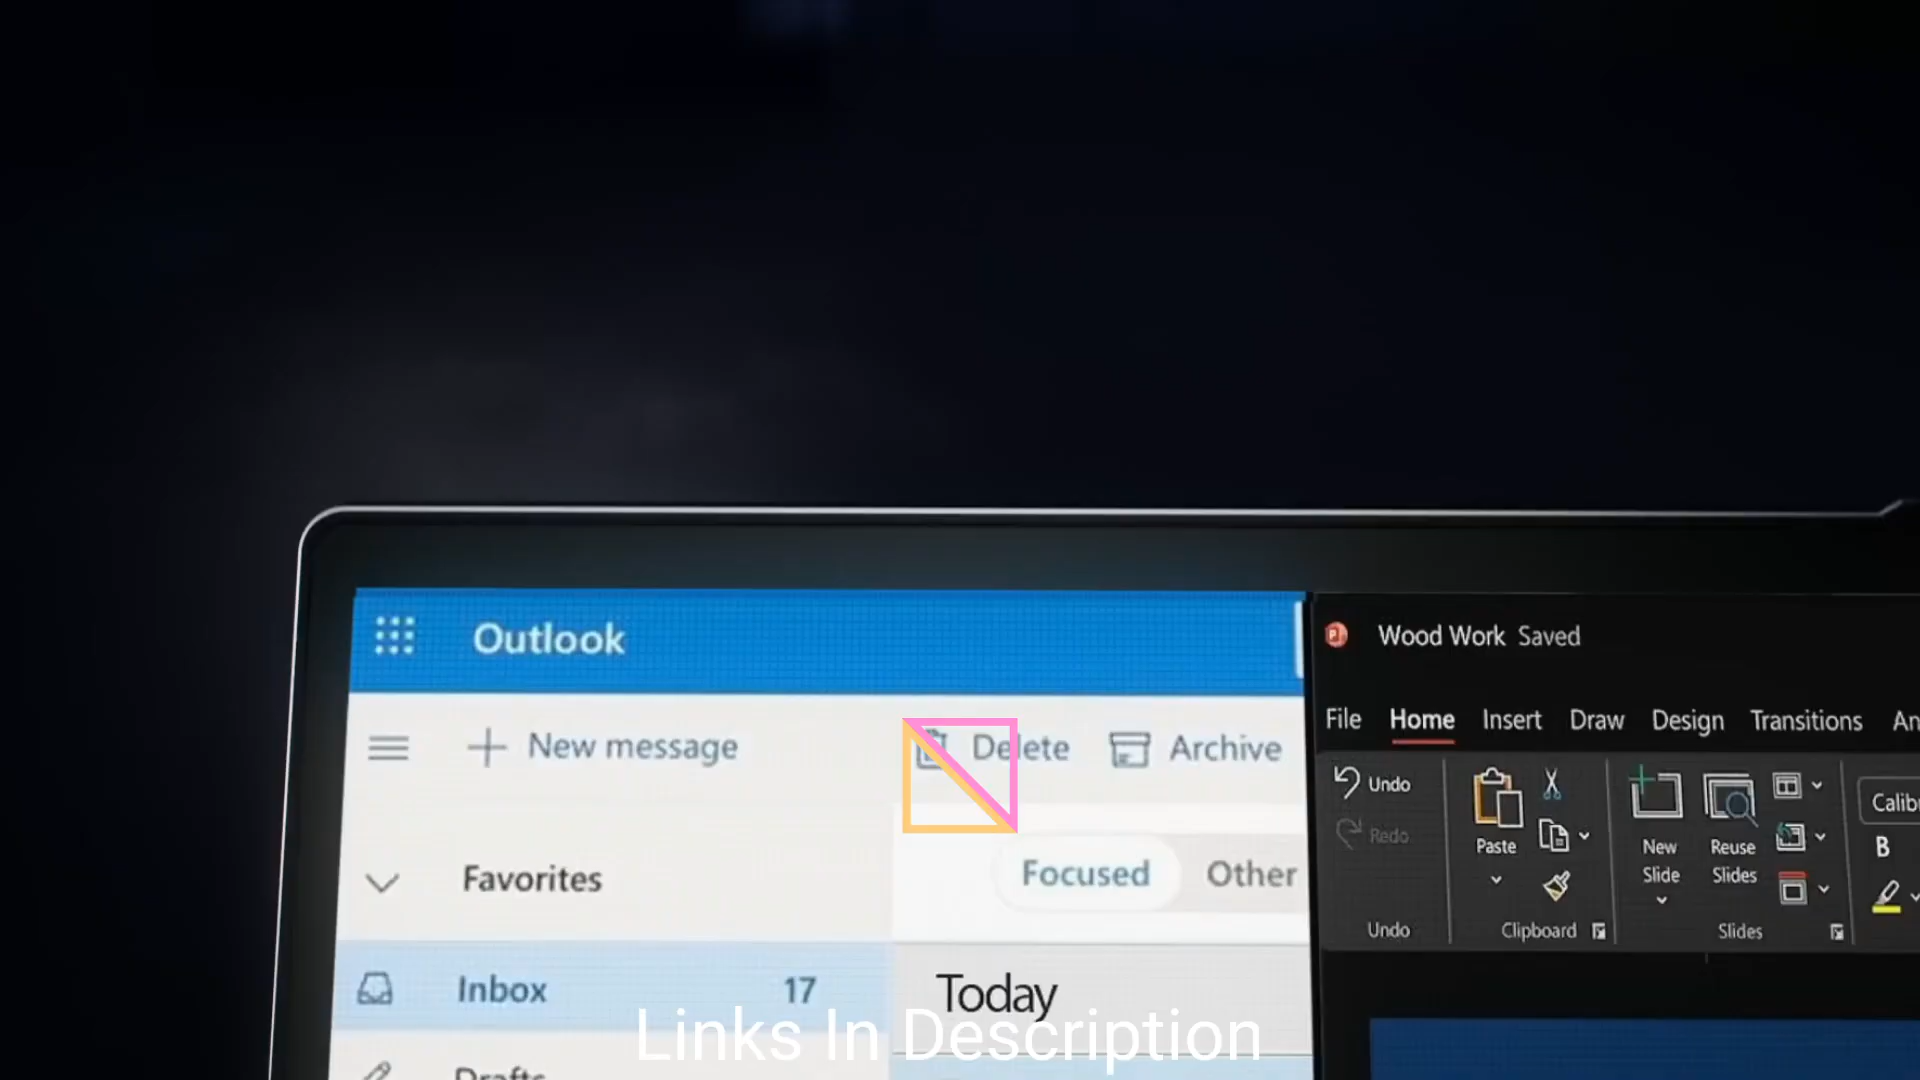 Outlook
New message
Delete
Archive
Favorites
Focused
Other
Inbox
17
Today
Drafts
Wood Work Saved
File Home Insert Draw Design Transitions
Undo
Redo
Undo
Paste
Clipboard
New
Slide
Reuse
Slides
Slides
B
Links In Description